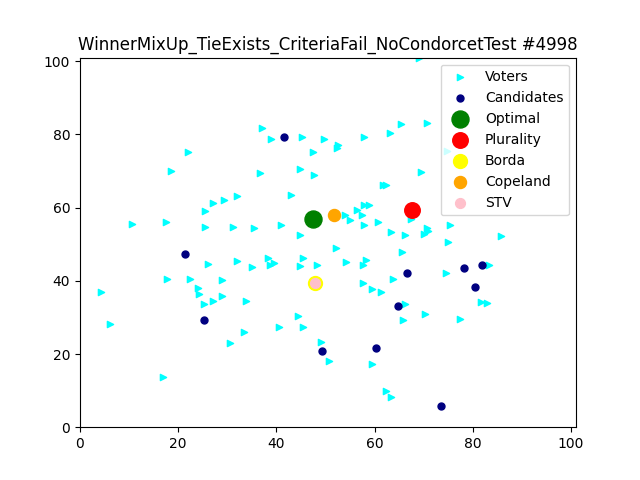 WinnerMixUp_TieExists_CriteriaFail_NoCondorcetTest #4998
Voters
Candidates
Optimal
Plurality
Borda
Copeland
STV
100
80
60
40
20
0
0
20
40
60
80
100